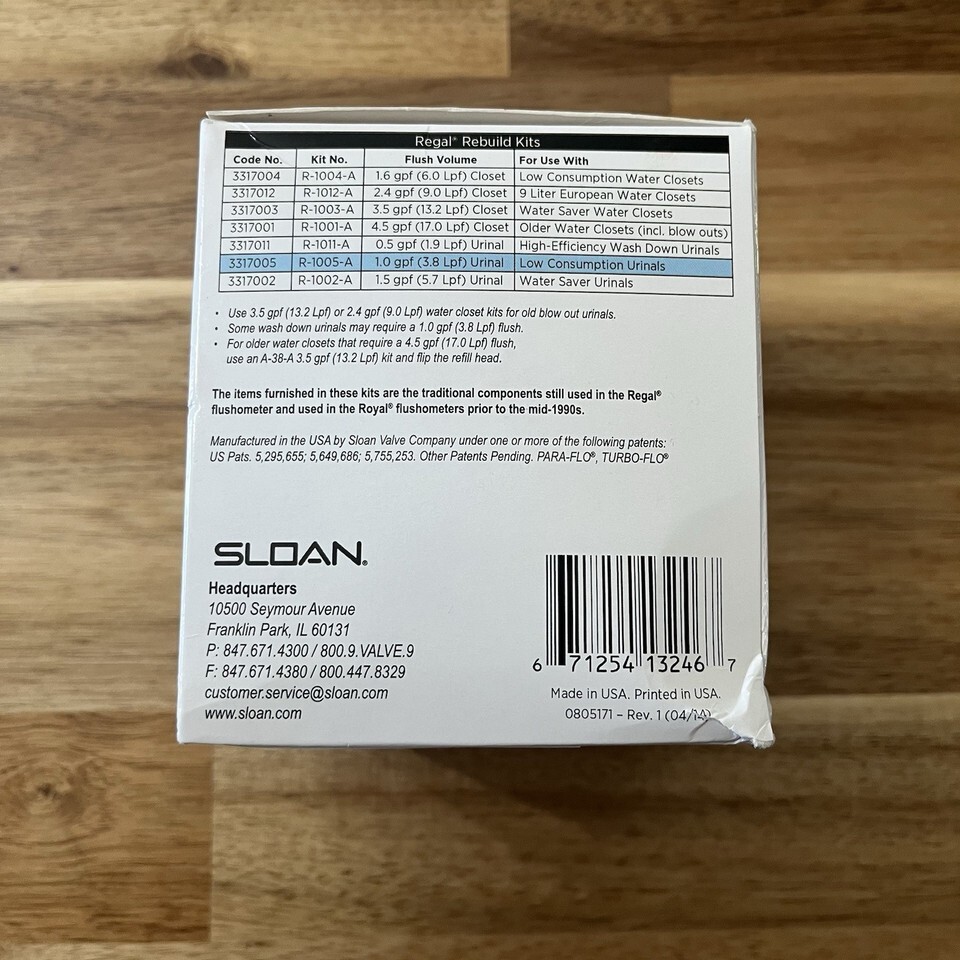 Regal® Rebuild Kits
Code No. Kit No. Flush Volume For Use With
3317004 R-1004-A 1.6 gpf (6.0 Lpf) Closet Low Consumption Water Closets
3317012 R-1012-A 2.4 gpf (9.0 Lpf) Closet 9 Liter European Water Closets
3317003 R-1003-A 3.5 gpf (13.2 Lpf) Closet Water Saver Water Closets
3317001 R-1001-A 4.5 gpf (17.0 Lpf) Closet Older Water Closets (incl. blow outs)
3317011 R-1011-A 0.5 gpf (1.9 Lpf) Urinal High-Efficiency Wash Down Urinals
3317005 R-1005-A 1.0 gpf (3.8 Lpf) Urinal Low Consumption Urinals
3317002 R-1002-A 1.5 gpf (5.7 Lpf) Urinal Water Saver Urinals
• Use 3.5 gpf (13.2 Lpf) or 2.4 gpf (9.0 Lpf) water closet kits for old blow out urinals.
• Some wash down urinals may require a 1.0 gpf (3.8 Lpf) flush.
• For older water closets that require a 4.5 gpf (17.0 Lpf) flush,
use an A-38-A 3.5 gpf (13.2 Lpf) kit and flip the refill head.
The items furnished in these kits are the traditional components still used in the Regal®
flushometer and used in the Royal® flushometers prior to the mid-1990s.
Manufactured in the USA by Sloan Valve Company under one or more of the following patents:
US Pats. 5,295,655; 5,649,686; 5,755,253. Other Patents Pending. PARA-FLO®, TURBO-FLO®
SLOAN®
Headquarters
10500 Seymour Avenue
Franklin Park, IL 60131
P: 847.671.4300 / 800.9.VALVE.9
F: 847.671.4380 / 800.447.8329
customer.service@sloan.com
www.sloan.com
6 71254 13246 7
Made in USA. Printed in USA.
0805171 – Rev. 1 (04/14)